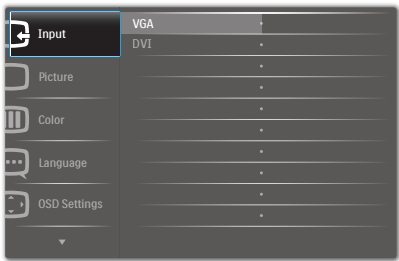 Input
Picture
Color
Language
OSD Settings
VGA
DVI